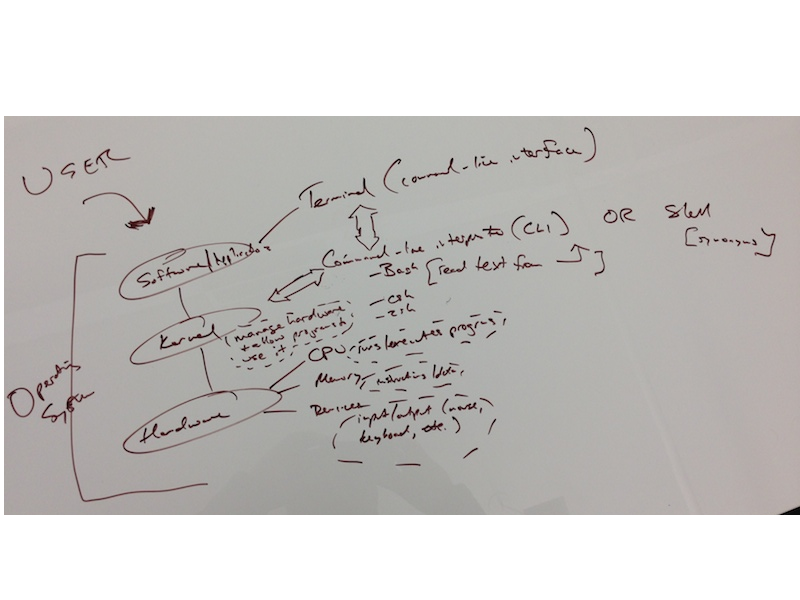 USER
Terminal (command-line interface)
Software/Applications
Command-line interpreter (CLI) OR Shell
[synonyms]
- Bash [read text from ]
- csh
- zsh
Kernel
manage hardware
+ allow programs to
use it
CPU - runs/executes programs
Memory instructions/data
Operating
System
Hardware
Devices
input/output (mouse,
keyboard, etc.)